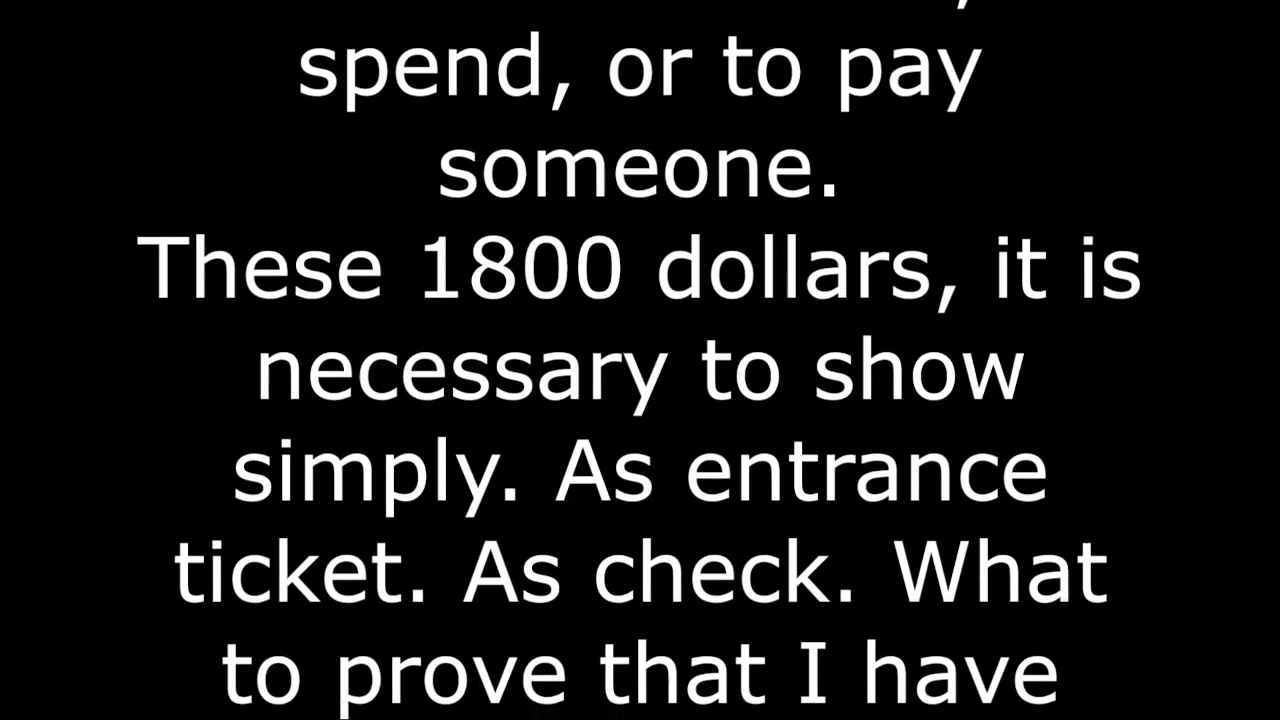 spend, or to pay
someone.
These 1800 dollars, it is
necessary to show
simply. As entrance
ticket. As check. What
to prove that I have